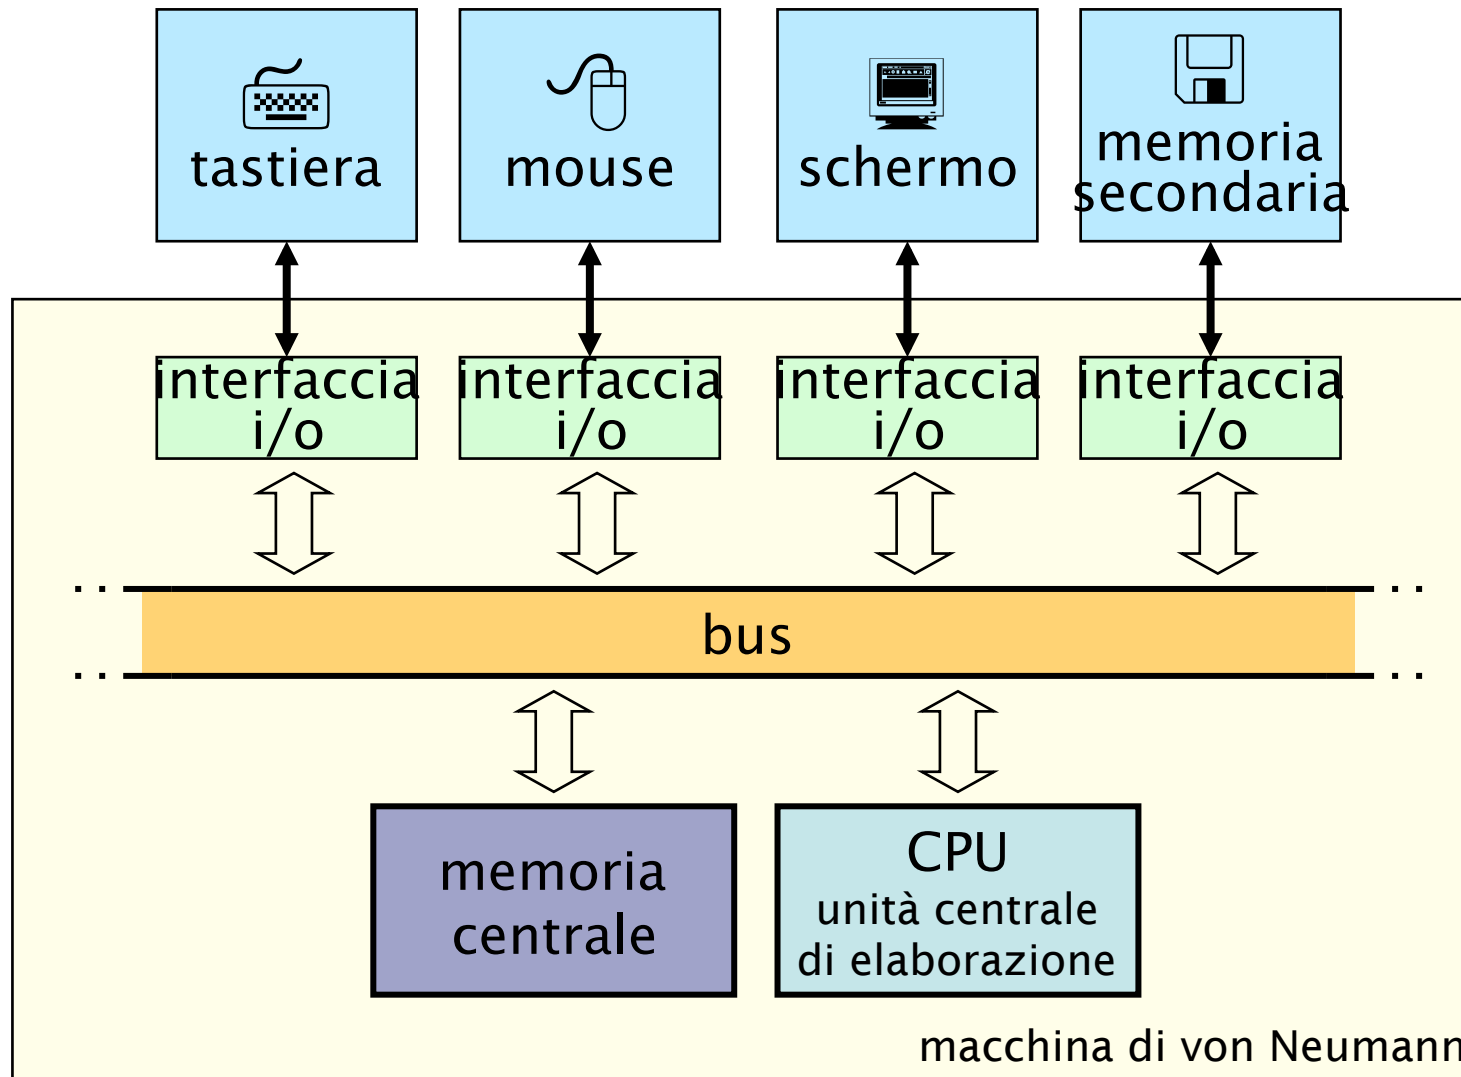 tastiera
mouse
schermo
memoria
secondaria
interfaccia
i/o
interfaccia
i/o
interfaccia
i/o
interfaccia
i/o
bus
memoria
centrale
CPU
unità centrale
di elaborazione
macchina di von Neumann